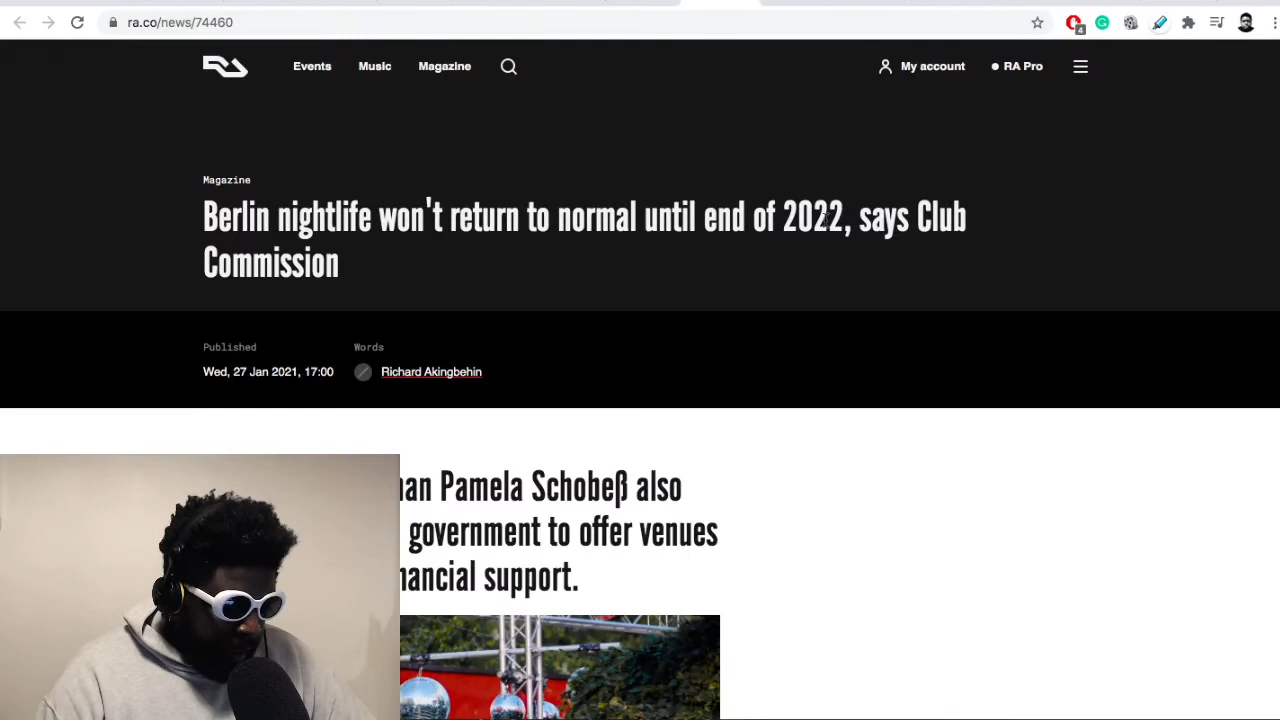 ra.co/news/74460
4
Events
Music
Magazine
My account
RA Pro
Magazine
Berlin nightlife won't return to normal until end of 2022, says Club
Commission
Published
Words
Wed, 27 Jan 2021, 17:00
Richard Akingbehin
Pamela Schobeß also
government to offer venues
support.